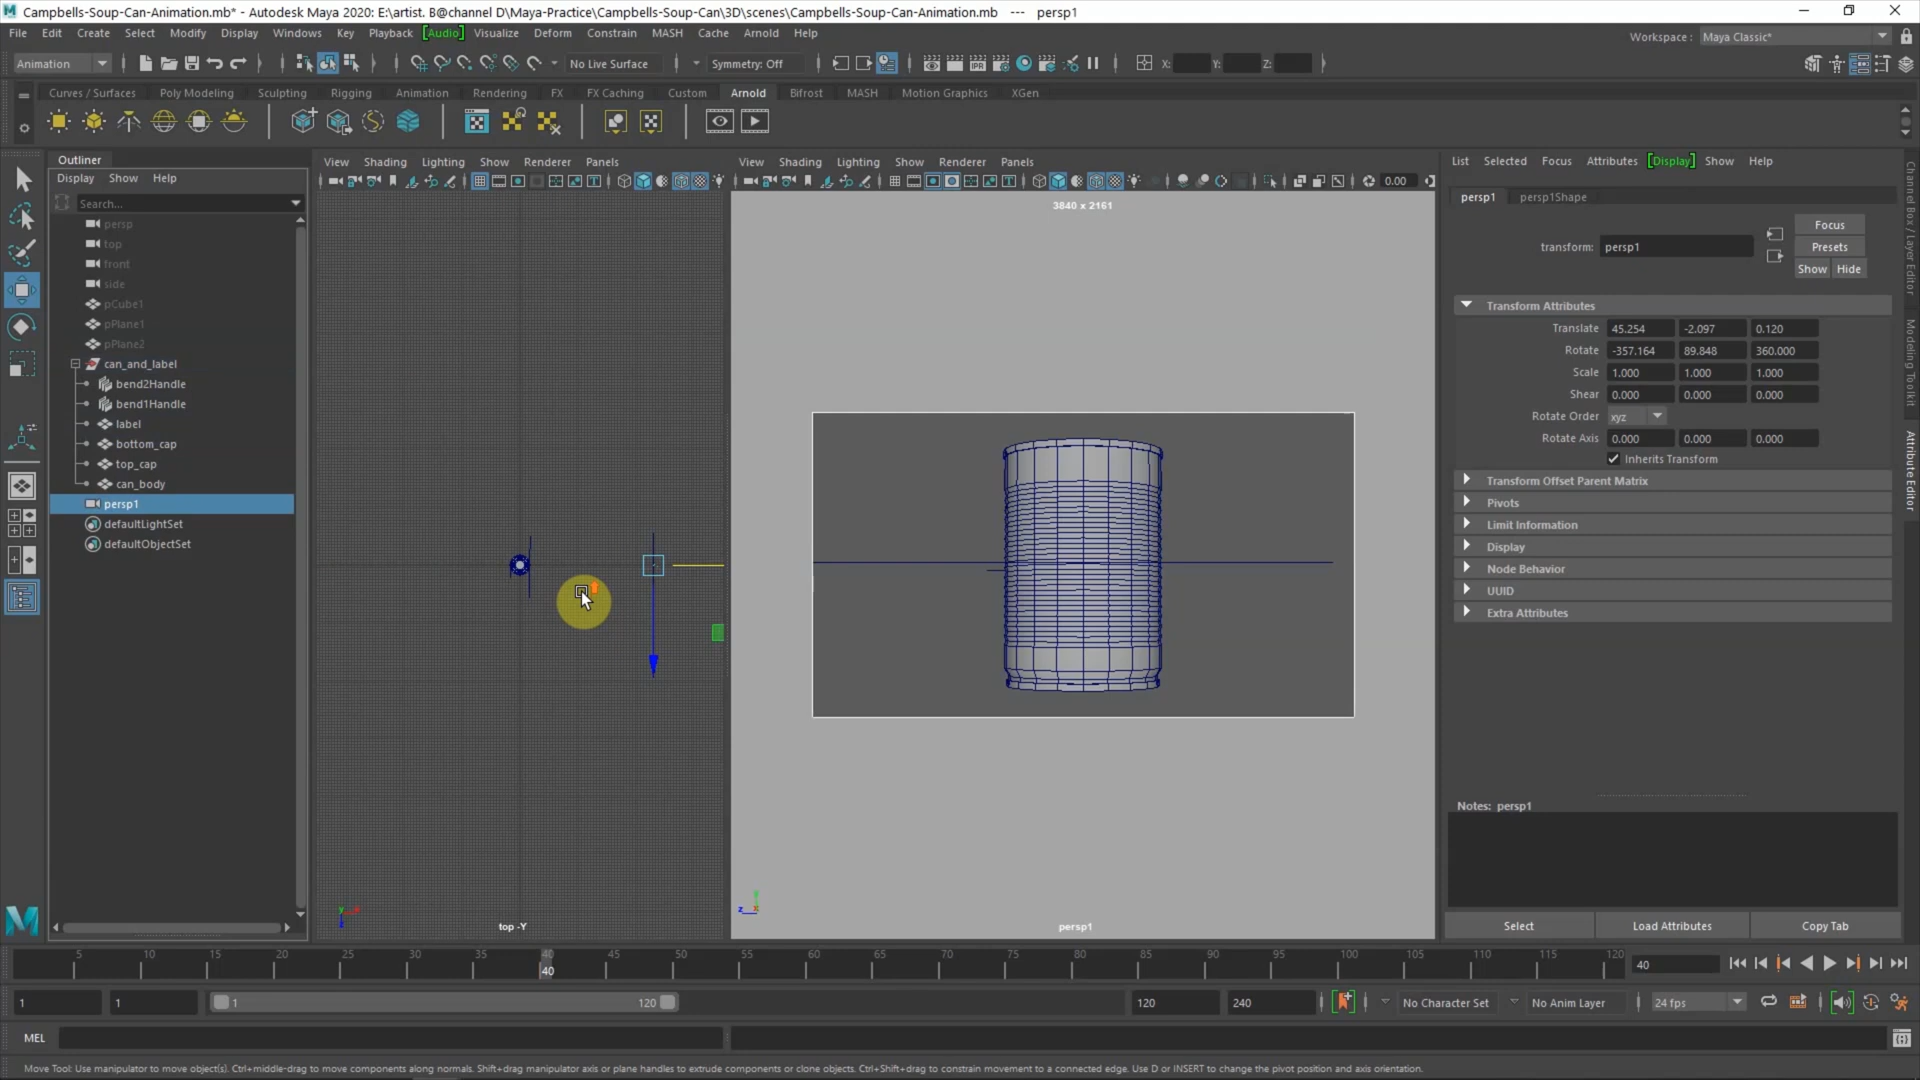 Campbells-Soup-Can-Animation.mb* - Autodesk Maya 2020: E:\artist. B@channel D\Maya-Practice\Campbells-Soup-Can\3D\scenes\Campbells-Soup-Can-Animation.mb --- persp1
File Edit Create Select Modify Display Windows Key Playback [Audio] Visualize Deform Constrain MASH Cache Arnold Help
Workspace : Maya Classic*
Animation No Live Surface Symmetry: Off X: Y: Z:
Curves / Surfaces Poly Modeling Sculpting Rigging Animation Rendering FX FX Caching Custom Arnold Bifrost MASH Motion Graphics XGen
Outliner
Display Show Help
Search...
persp
top
front
side
pCube1
pPlane1
pPlane2
can_and_label
bend2Handle
bend1Handle
label
bottom_cap
top_cap
can_body
persp1
defaultLightSet
defaultObjectSet
View Shading Lighting Show Renderer Panels
top -Y
View Shading Lighting Show Renderer Panels
0.00
3840 x 2161
persp1
List Selected Focus Attributes [Display] Show Help
persp1 persp1Shape
Focus
transform: persp1
Presets
Show Hide
Transform Attributes
Translate 45.254 -2.097 0.120
Rotate -357.164 89.848 360.000
Scale 1.000 1.000 1.000
Shear 0.000 0.000 0.000
Rotate Order xyz
Rotate Axis 0.000 0.000 0.000
Inherits Transform
Transform Offset Parent Matrix
Pivots
Limit Information
Display
Node Behavior
UUID
Extra Attributes
Notes: persp1
Select Load Attributes Copy Tab
Channel Box / Layer Editor
Modeling Toolkit
Attribute Editor
5 10 15 20 25 30 35 40 45 50 55 60 65 70 75 80 85 90 95 100 105 110 115 120
40
40
1 1 1 120 120 240 No Character Set No Anim Layer 24 fps
MEL
Move Tool: Use manipulator to move object(s). Ctrl+middle-drag to move components along normals. Shift+drag manipulator axis or plane handles to extrude components or clone objects. Ctrl+Shift+drag to constrain movement to a connected edge. Use D or INSERT to change the pivot position and axis orientation.